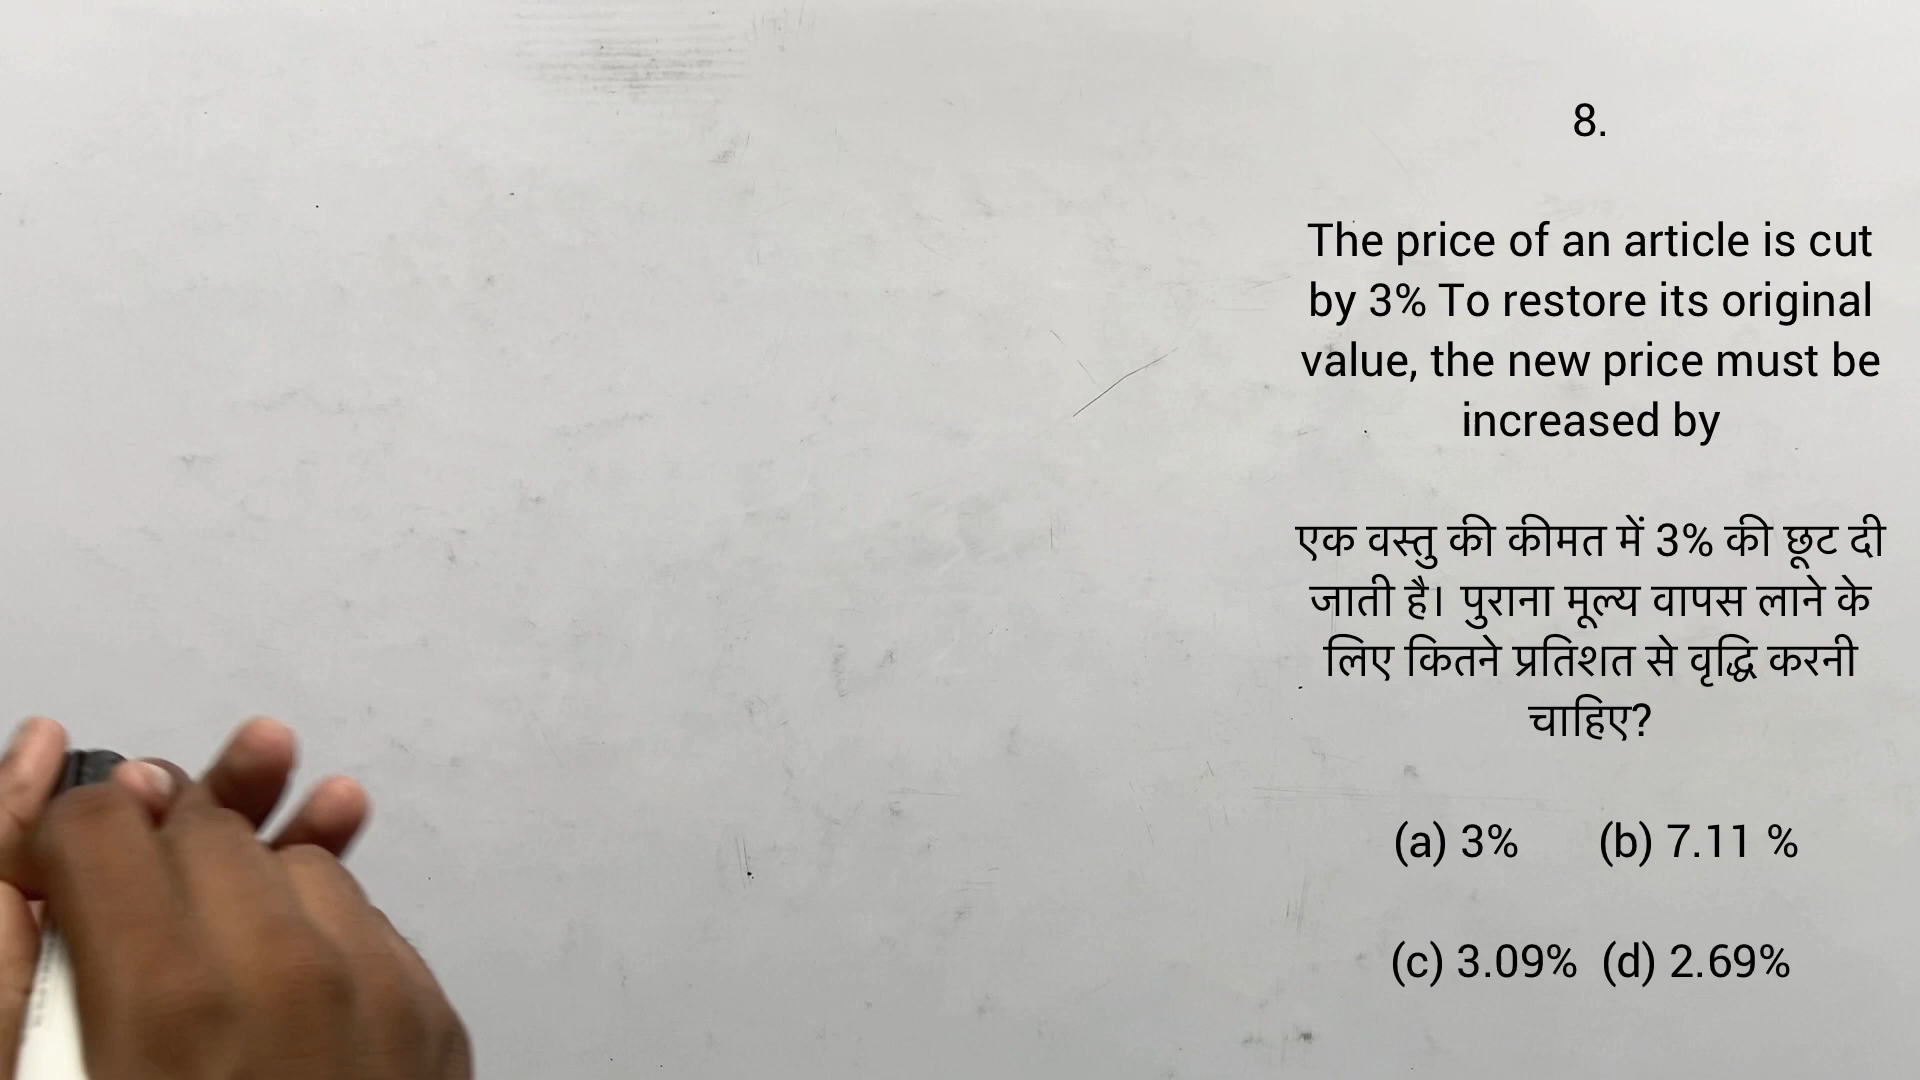 8.
The price of an article is cut
by 3% To restore its original
value, the new price must be
increased by
एक वस्तु की कीमत में 3% की छूट दी
जाती है। पुराना मूल्य वापस लाने के
लिए कितने प्रतिशत से वृद्धि करनी
चाहिए?
(a) 3% (b) 7.11 %
(c) 3.09% (d) 2.69%